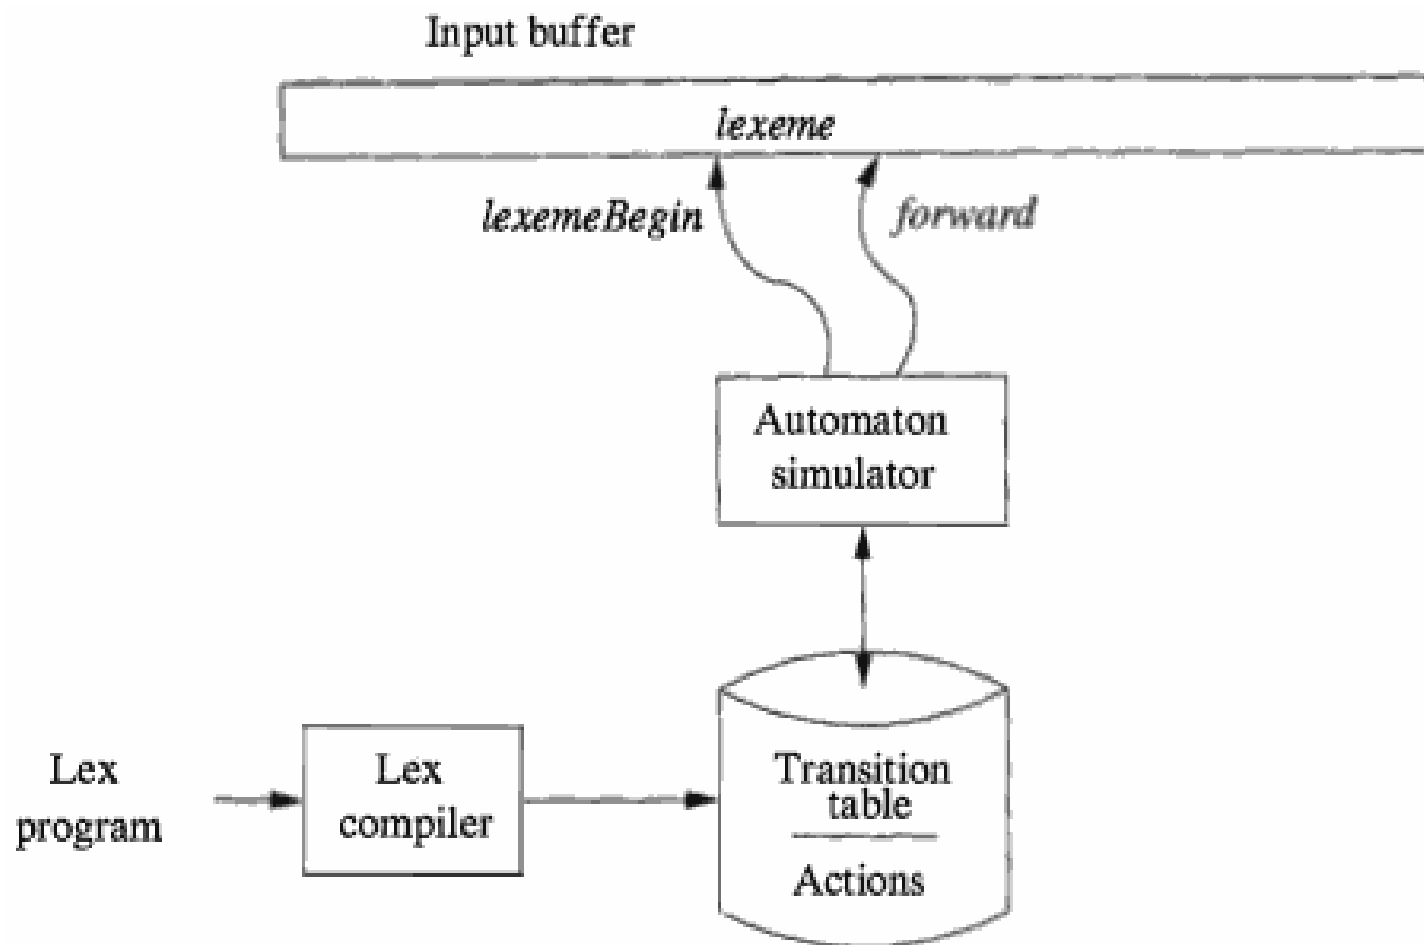 Input buffer
lexeme
lexemeBegin
forward
Automaton
simulator
Lex
program
Lex
compiler
Transition
table
Actions